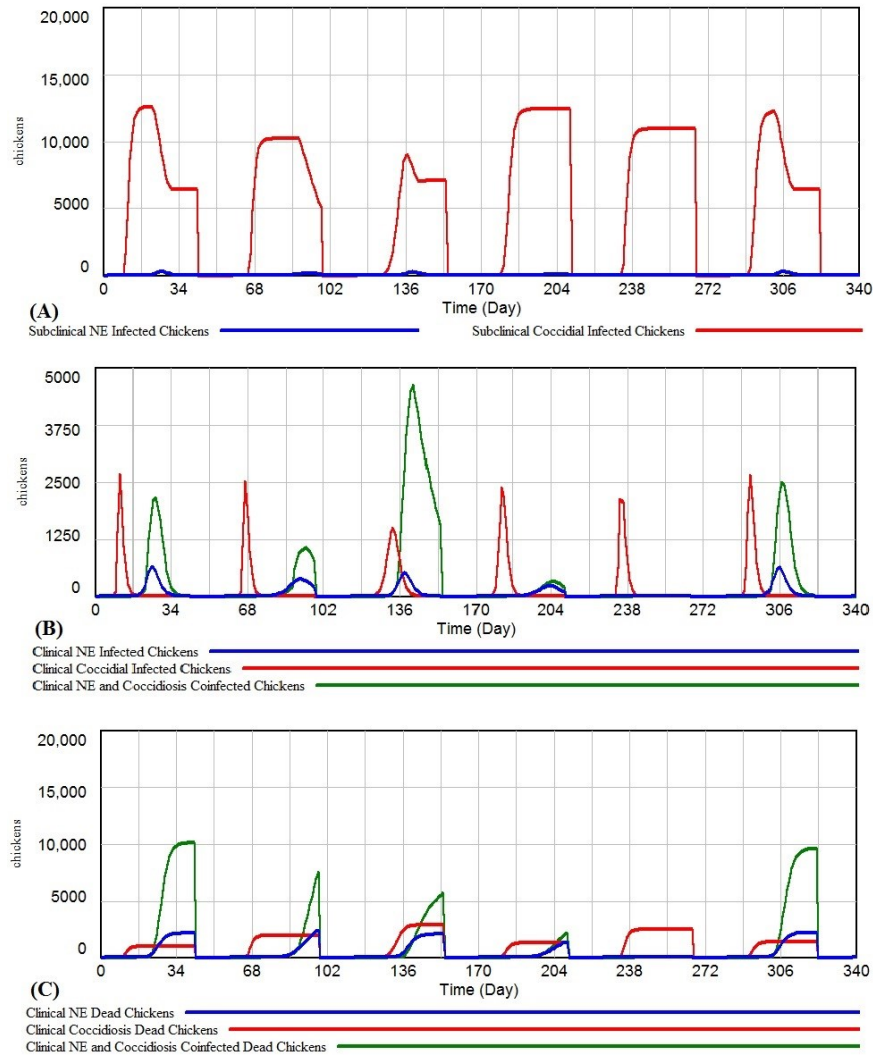 20,000
15,000
10,000
5000
0
chickens
0 34 68 102 136 170 204 238 272 306 340
Time (Day)
(A)
Subclinical NE Infected Chickens
Subclinical Coccidial Infected Chickens
5000
3750
2500
1250
0
chickens
0 34 68 102 136 170 204 238 272 306 340
Time (Day)
(B)
Clinical NE Infected Chickens
Clinical Coccidial Infected Chickens
Clinical NE and Coccidiosis Coinfected Chickens
20,000
15,000
10,000
5000
0
chickens
0 34 68 102 136 170 204 238 272 306 340
Time (Day)
(C)
Clinical NE Dead Chickens
Clinical Coccidiosis Dead Chickens
Clinical NE and Coccidiosis Coinfected Dead Chickens